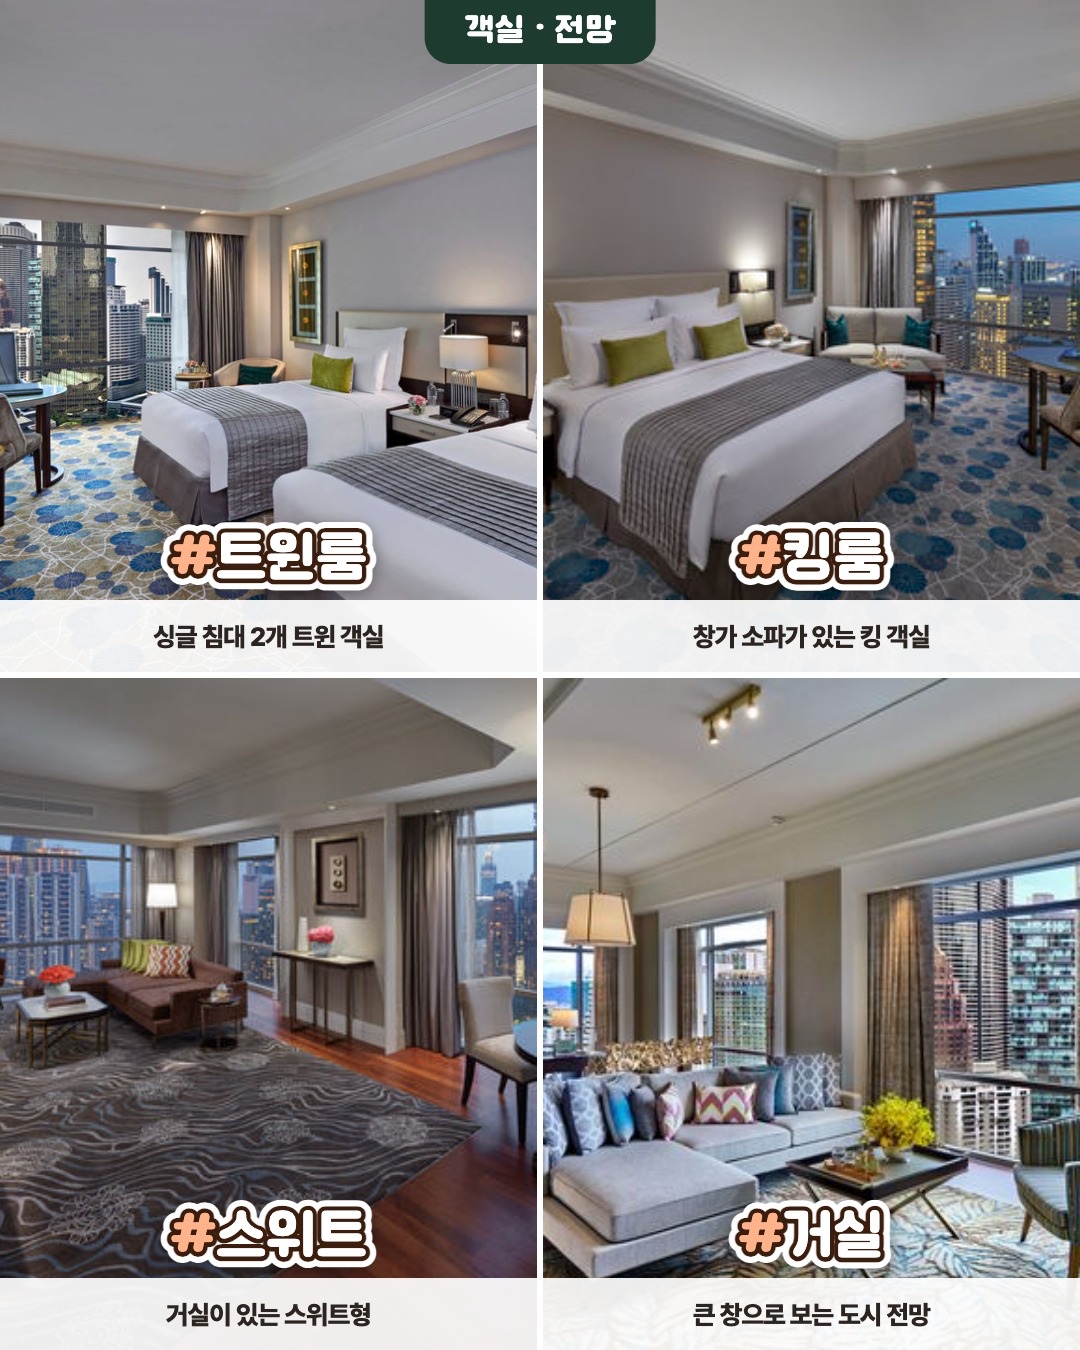 객실 · 전망
#트윈룸
#킹룸
싱글 침대 2개 트윈 객실
창가 소파가 있는 킹 객실
#스위트
#거실
거실이 있는 스위트형
큰 창으로 보는 도시 전망